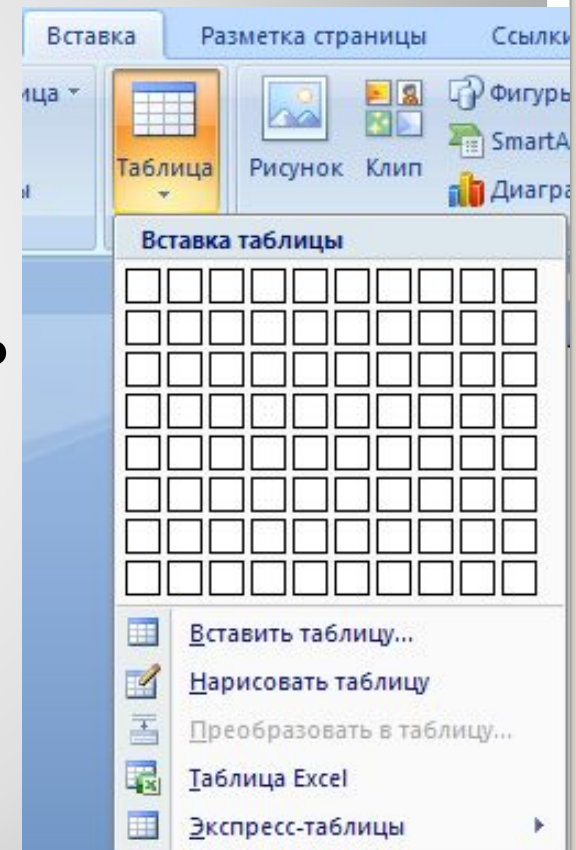 Вставка Разметка страницы Ссылки
ица
Таблица Рисунок Клип
Фигуры
SmartA
Диагра
ы
Вставка таблицы
Вставить таблицу...
Нарисовать таблицу
Преобразовать в таблицу...
Таблица Excel
Экспресс-таблицы